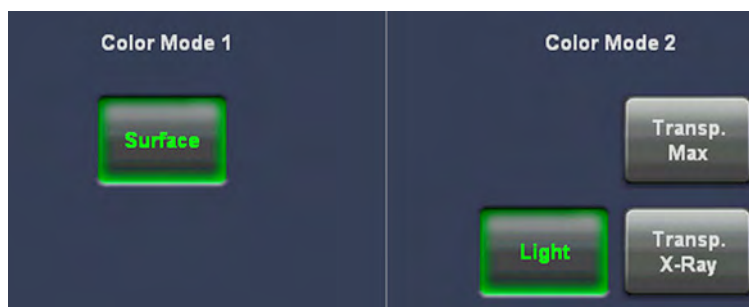 Color Mode 1
Surface
Color Mode 2
Transp.
Max
Light
Transp.
X-Ray